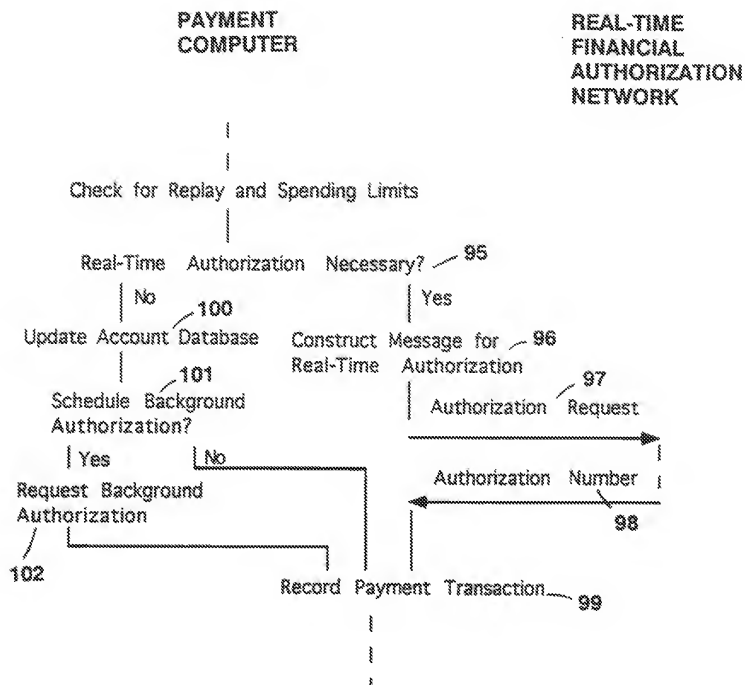 PAYMENT
COMPUTER
REAL-TIME
FINANCIAL
AUTHORIZATION
NETWORK
Check for Replay and Spending Limits
Real-Time Authorization Necessary? 95
No
Yes
100
Update Account Database
Construct Message for 96
Real-Time Authorization
101
Schedule Background
Authorization?
97
Authorization Request
Yes
No
Authorization Number
98
Request Background
Authorization
102
Record Payment Transaction 99